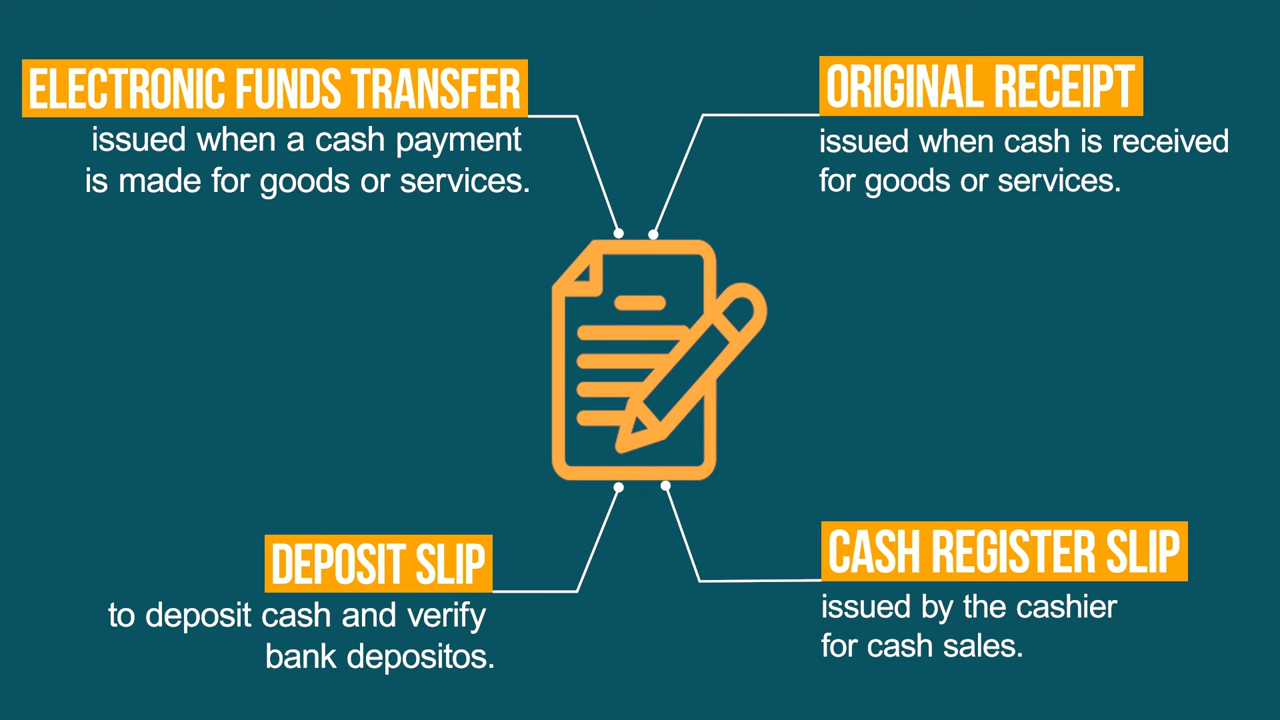 ELECTRONIC FUNDS TRANSFER
issued when a cash payment
is made for goods or services.
ORIGINAL RECEIPT
issued when cash is received
for goods or services.
DEPOSIT SLIP
to deposit cash and verify
bank depositos.
CASH REGISTER SLIP
issued by the cashier
for cash sales.